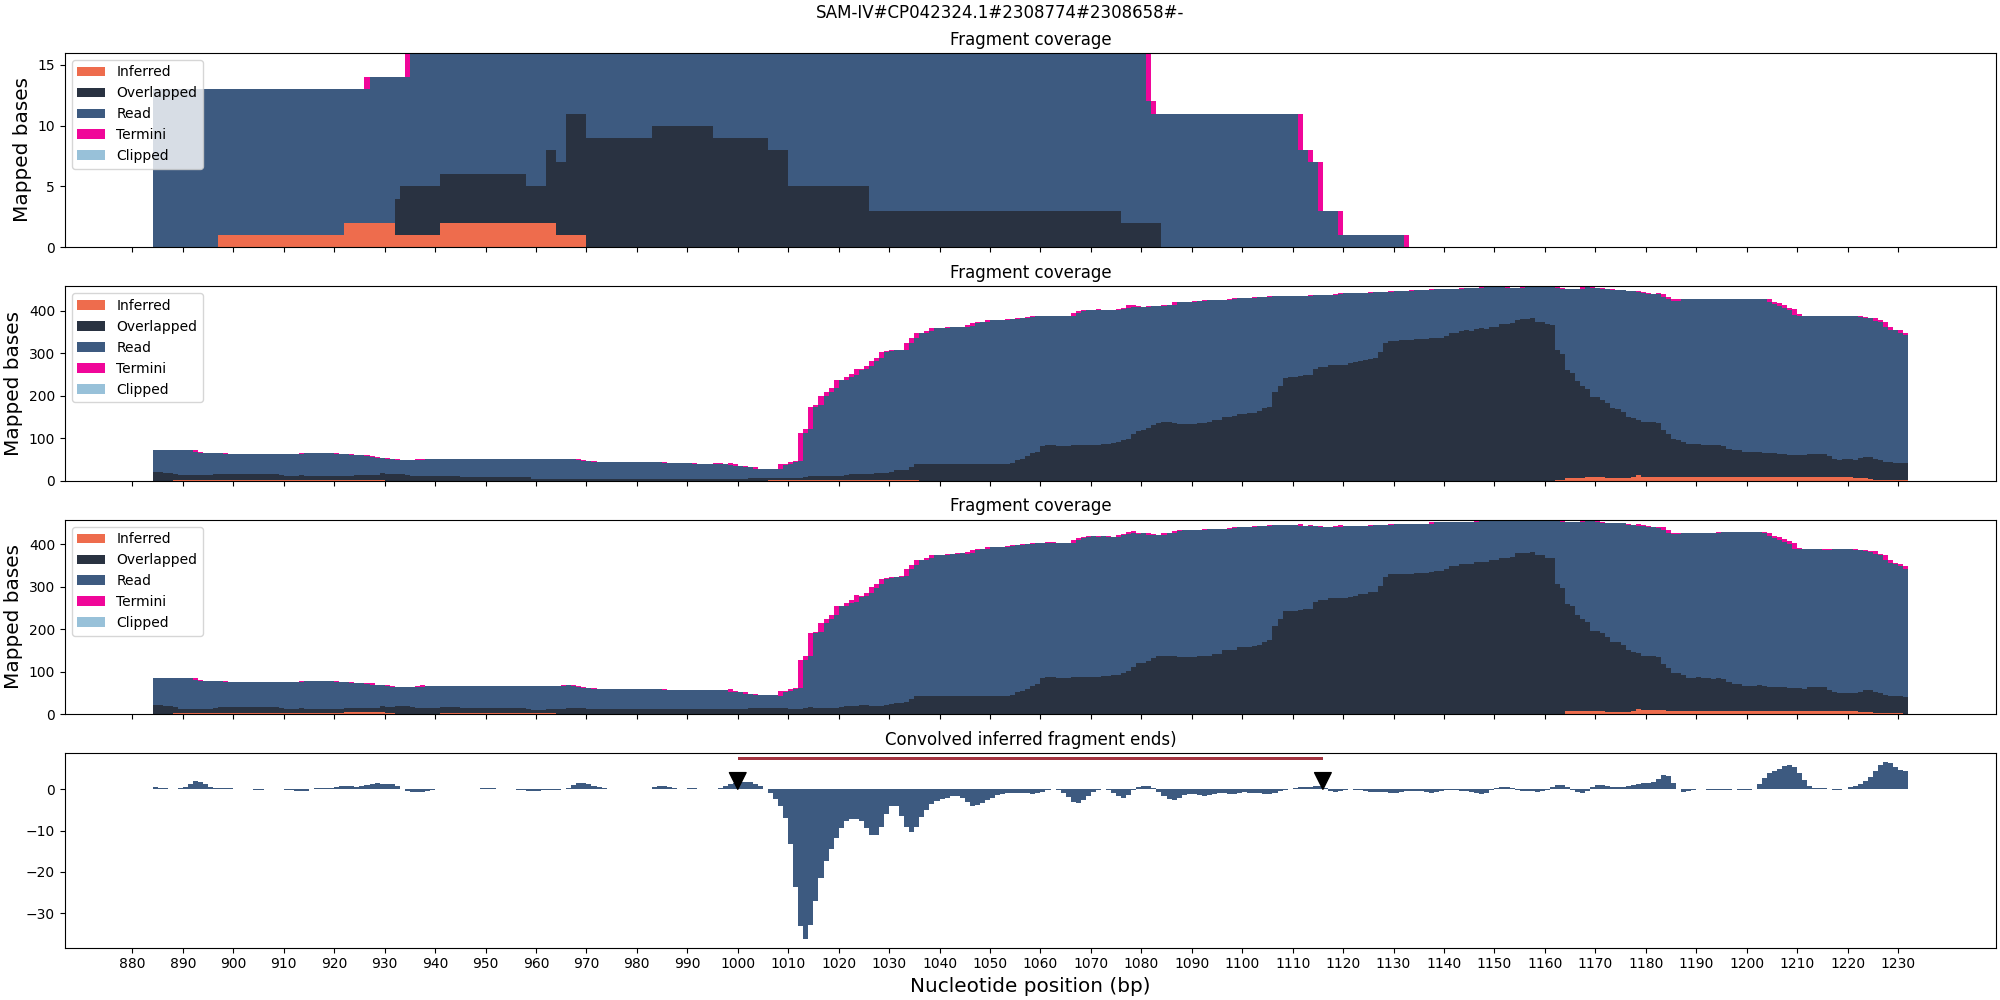 SAM-IV#CP042324.1#2308774#2308658#-
Fragment coverage
Mapped bases
15
10
5
0
Inferred
Overlapped
Read
Termini
Clipped
Fragment coverage
Mapped bases
400
300
200
100
0
Inferred
Overlapped
Read
Termini
Clipped
Fragment coverage
Mapped bases
400
300
200
100
0
Inferred
Overlapped
Read
Termini
Clipped
Convolved inferred fragment ends)
0
−10
−20
−30
880 890 900 910 920 930 940 950 960 970 980 990 1000 1010 1020 1030 1040 1050 1060 1070 1080 1090 1100 1110 1120 1130 1140 1150 1160 1170 1180 1190 1200 1210 1220 1230
Nucleotide position (bp)